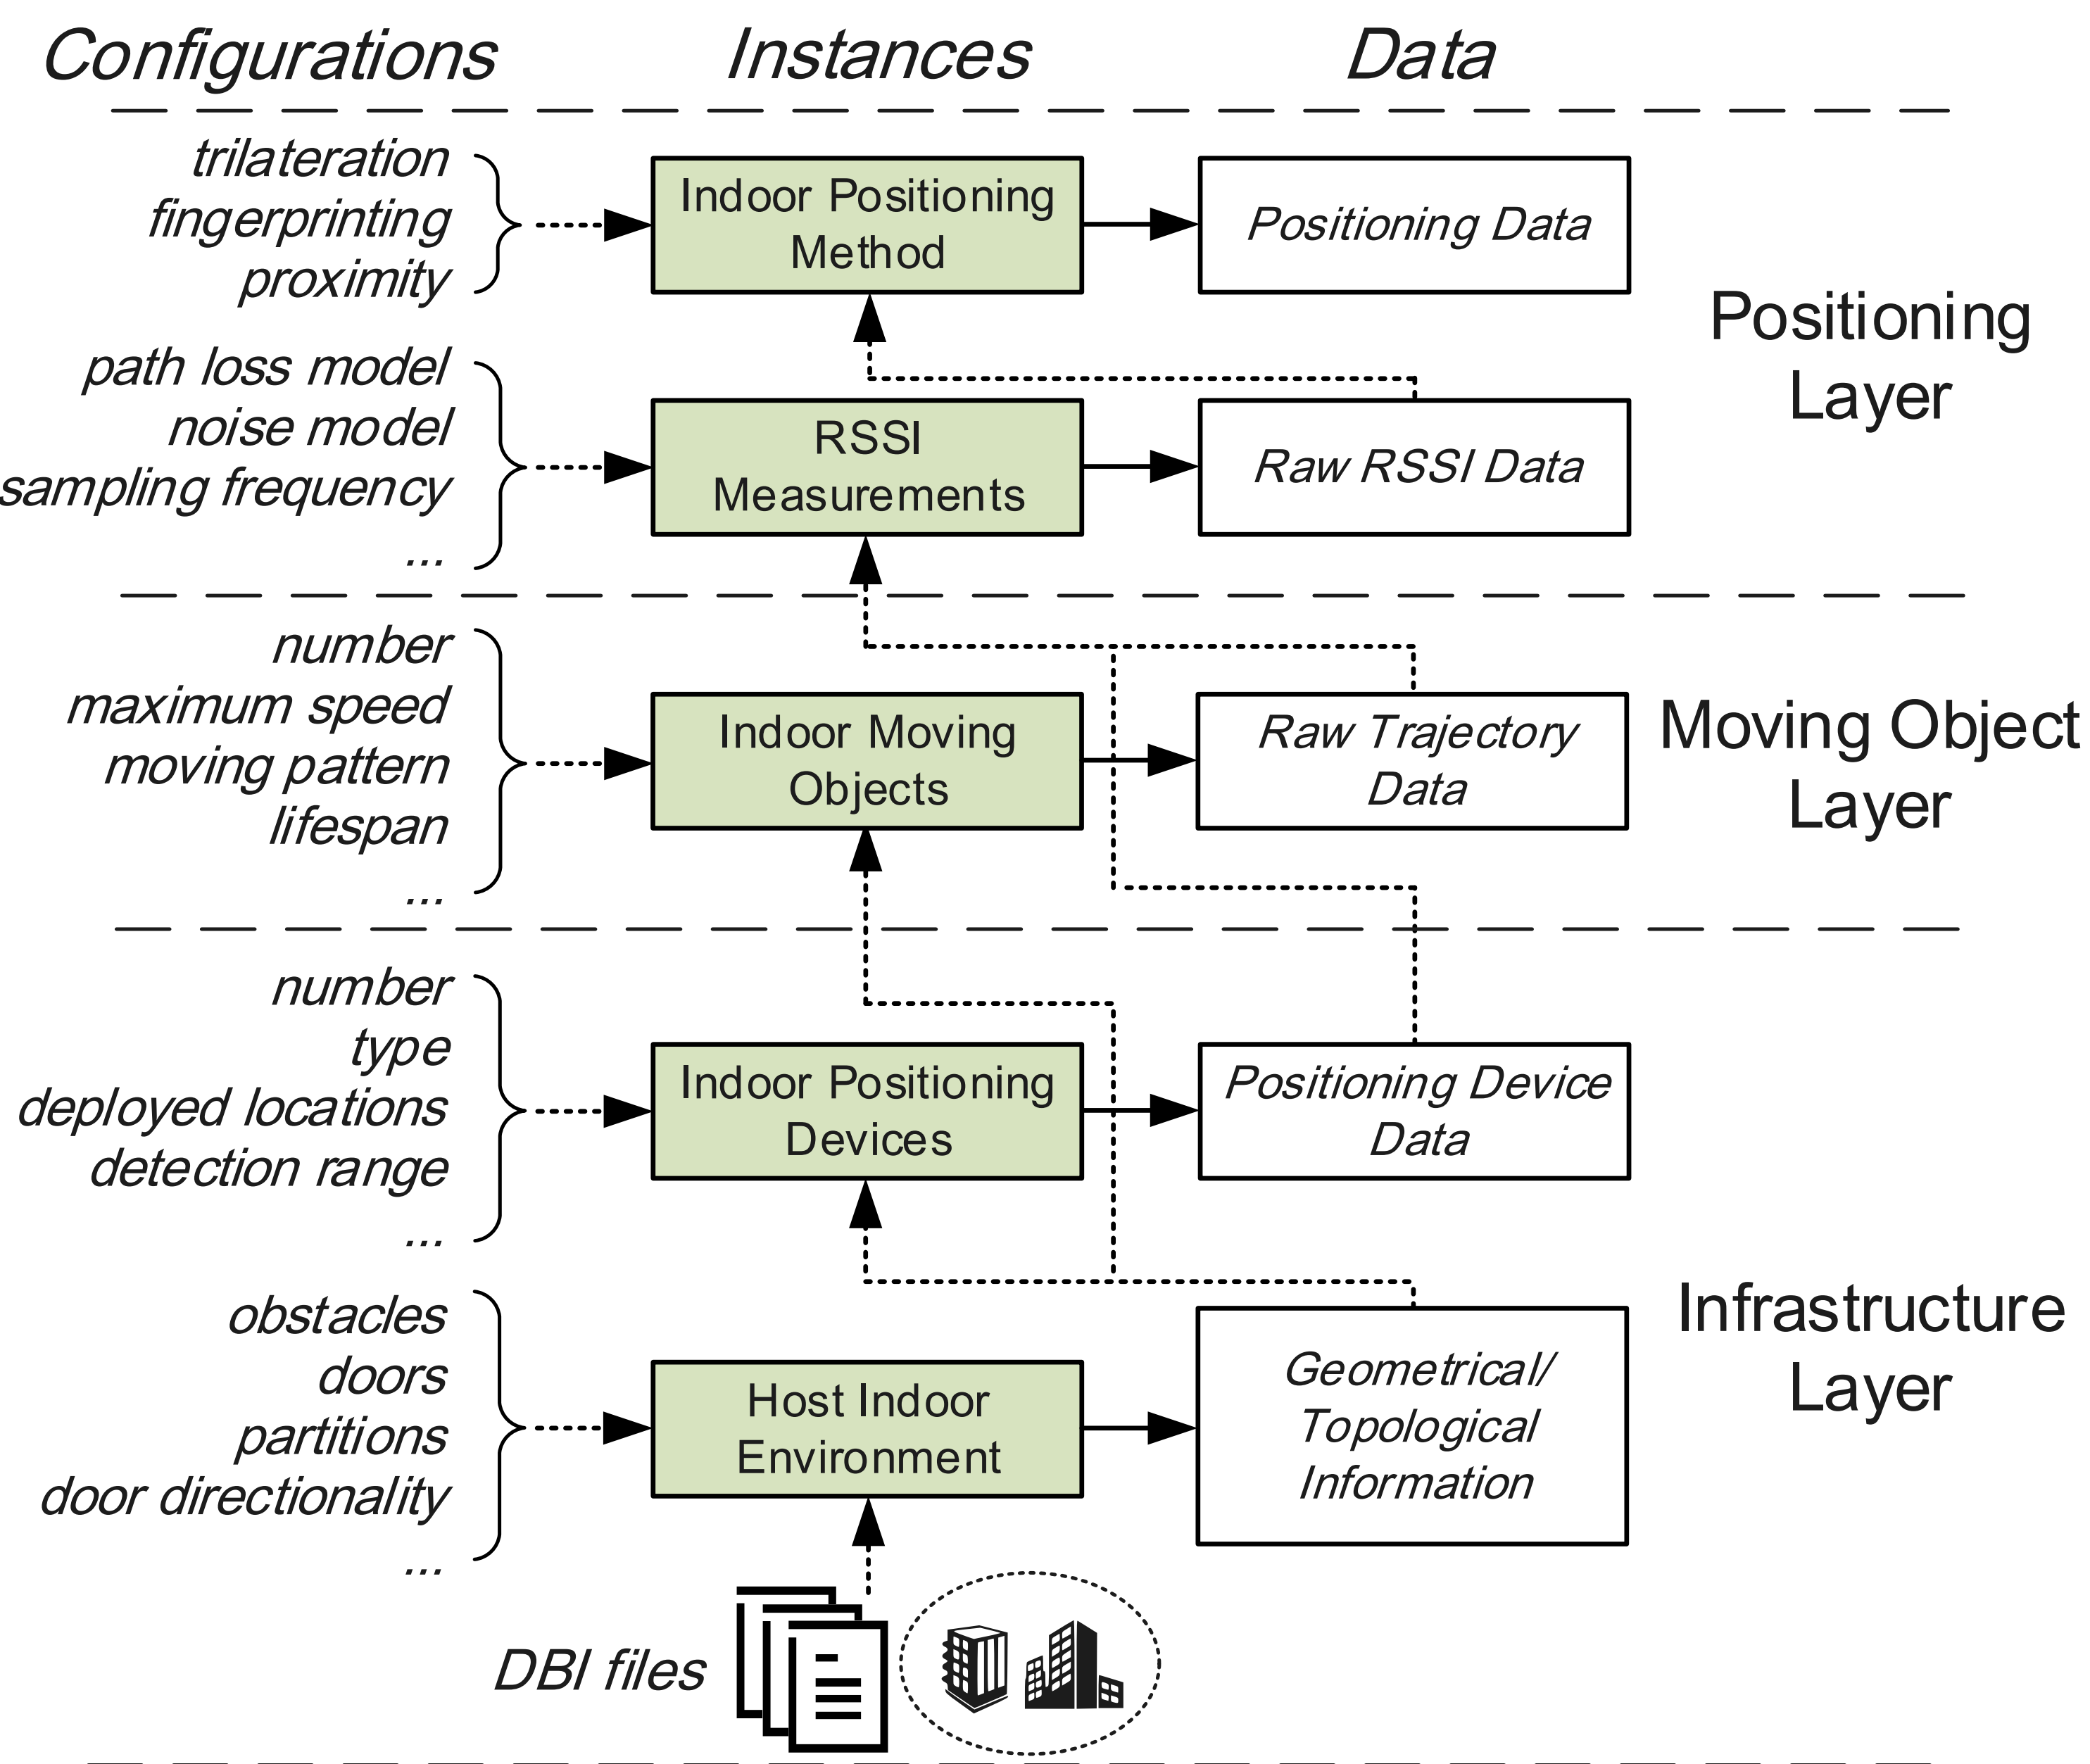 Configurations Instances Data
trilateration
fingerprinting
proximity
Indoor Positioning
Method
Positioning Data
Positioning
Layer
path loss model
noise model
sampling frequency
...
RSSI
Measurements
Raw RSSI Data
number
maximum speed
moving pattern
lifespan
...
Indoor Moving
Objects
Raw Trajectory
Data
Moving Object
Layer
number
type
deployed locations
detection range
...
Indoor Positioning
Devices
Positioning Device
Data
Infrastructure
Layer
obstacles
doors
partitions
door directionality
...
Host Indoor
Environment
Geometrical/
Topological
Information
DBI files